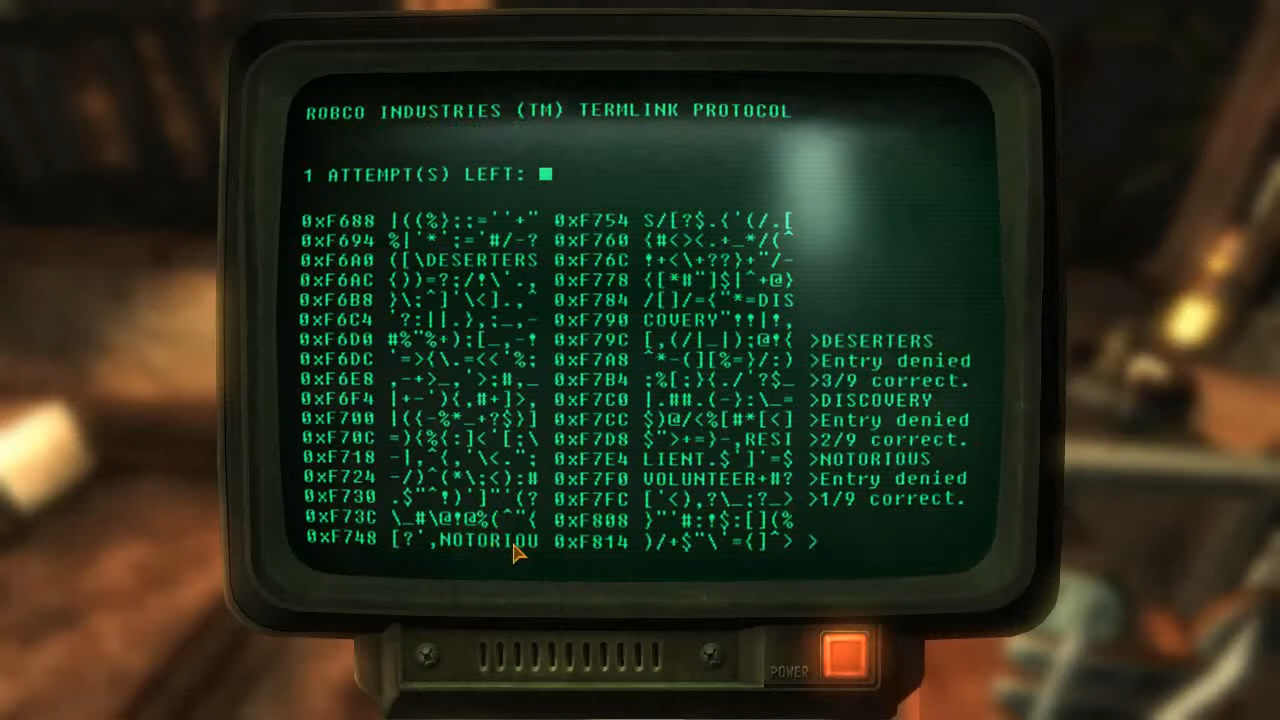 ROBCO INDUSTRIES (TM) TERMLINK PROTOCOL
1 ATTEMPT(S) LEFT:
0xF688 |((%};;=''+" 0xF754 S/[?$.{'(/.[
0xF694 %|'*`:='#/-? 0xF760 {#<><.+_*/(^
0xF6A0 ([\DESERTERS 0xF76C !+<\+??}+"/-
0xF6AC {))=?;/!\`., 0xF778 {[*#"]$|^+@}
0xF6B8 }\:^]'\<].,^ 0xF784 /[]/={"*=DIS
0xF6C4 '?:||.},:_,- 0xF790 COVERY"!!|!,
0xF6D0 #%"%+);[_,-! 0xF79C [,(/|_|);@!{ >DESERTERS
0xF6DC '=>{\.=<<'%: 0xF7A8 ^*-(][%=}/:) >Entry denied
0xF6E8 ,-+>_,'>;#,_ 0xF7B4 :%[;}{./'?$_ >3/9 correct.
0xF6F4 |+-'){,#+]>, 0xF7C0 |.##.(-}:\_= >DISCOVERY
0xF700 |({-%*_+?$}] 0xF7CC $)@/<%[#*[<] >Entry denied
0xF70C =){%{:]<'[;\ 0xF7D8 $">+=}-,RESI >2/9 correct.
0xF718 -|,^{,'\<."; 0xF7E4 LIENT.$']'=$ >NOTORIOUS
0xF724 -/)^(*\:<):# 0xF7F0 VOLUNTEER+#? >Entry denied
0xF730 .$"^!)']"'(? 0xF7FC ['<),?\_;?_> >1/9 correct.
0xF73C \_#\@!@%(^"{ 0xF808 }"'#:!$:[](%
0xF748 [?',NOTORIOU 0xF814 )/+$"\'={]^> >